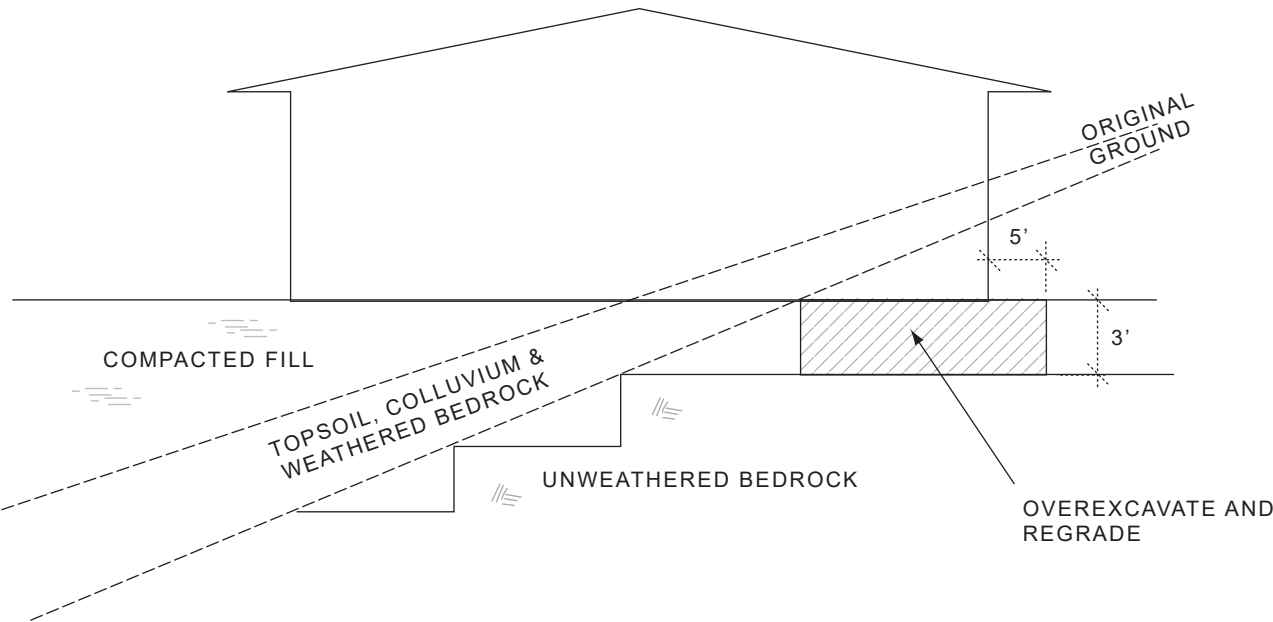 ORIGINAL
GROUND
5’
3’
COMPACTED FILL
TOPSOIL, COLLUVIUM &
WEATHERED BEDROCK
UNWEATHERED BEDROCK
OVEREXCAVATE AND
REGRADE